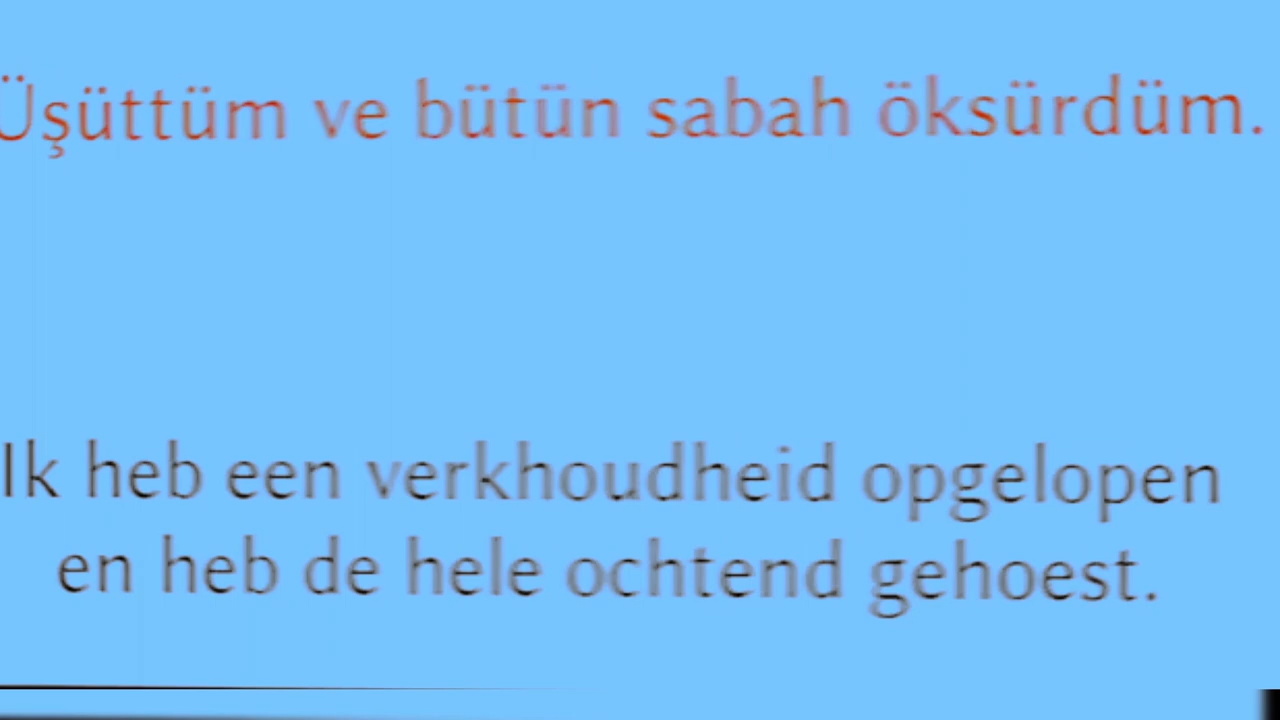 Üşüttüm ve bütün sabah öksürdüm.
Ik heb een verkhoudheid opgelopen
en heb de hele ochtend gehoest.